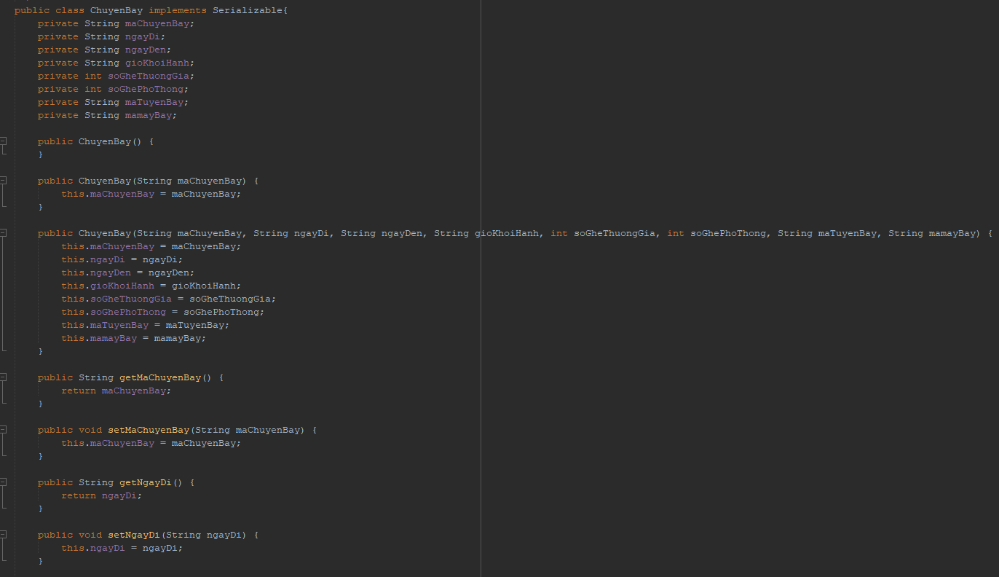 public class ChuyenBay implements Serializable{
private String maChuyenBay;
private String ngayDi;
private String ngayDen;
private String gioKhoiHanh;
private int soGheThuongGia;
private int soGhePhoThong;
private String maTuyenBay;
private String mamayBay;
public ChuyenBay() {
}
public ChuyenBay(String maChuyenBay) {
this.maChuyenBay = maChuyenBay;
}
public ChuyenBay(String maChuyenBay, String ngayDi, String ngayDen, String gioKhoiHanh, int soGheThuongGia, int soGhePhoThong, String maTuyenBay, String mamayBay) {
this.maChuyenBay = maChuyenBay;
this.ngayDi = ngayDi;
this.ngayDen = ngayDen;
this.gioKhoiHanh = gioKhoiHanh;
this.soGheThuongGia = soGheThuongGia;
this.soGhePhoThong = soGhePhoThong;
this.maTuyenBay = maTuyenBay;
this.mamayBay = mamayBay;
}
public String getMaChuyenBay() {
return maChuyenBay;
}
public void setMaChuyenBay(String maChuyenBay) {
this.maChuyenBay = maChuyenBay;
}
public String getNgayDi() {
return ngayDi;
}
public void setNgayDi(String ngayDi) {
this.ngayDi = ngayDi;
}